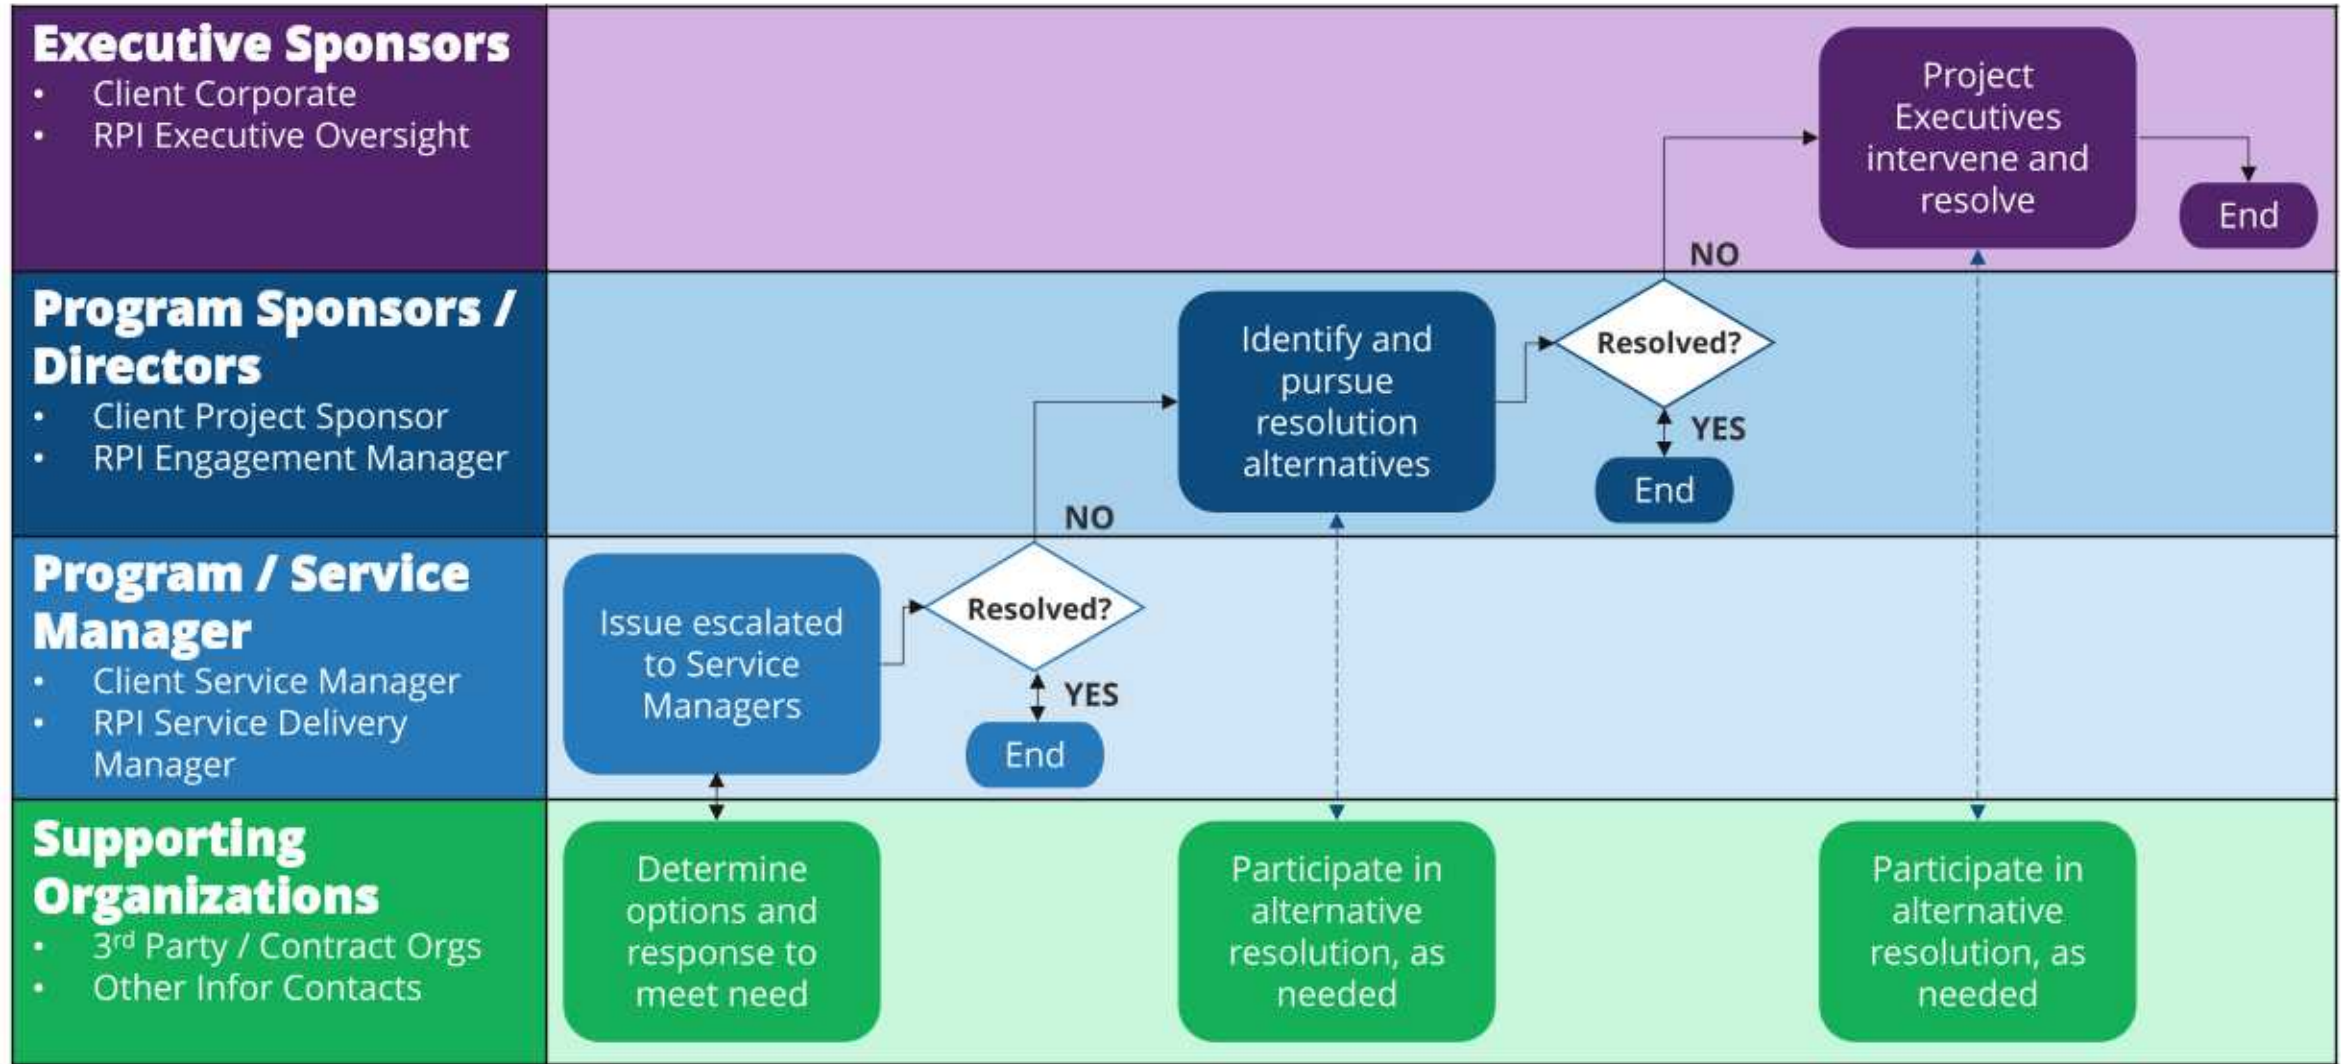 Executive Sponsors
• Client Corporate
• RPI Executive Oversight
Project
Executives
intervene and
resolve
End
NO
Program Sponsors /
Directors
• Client Project Sponsor
• RPI Engagement Manager
Identify and
pursue
resolution
alternatives
Resolved?
YES
End
NO
Program / Service
Manager
• Client Service Manager
• RPI Service Delivery
Manager
Issue escalated
to Service
Managers
Resolved?
YES
End
Supporting
Organizations
• 3rd Party / Contract Orgs
• Other Infor Contacts
Determine
options and
response to
meet need
Participate in
alternative
resolution, as
needed
Participate in
alternative
resolution, as
needed